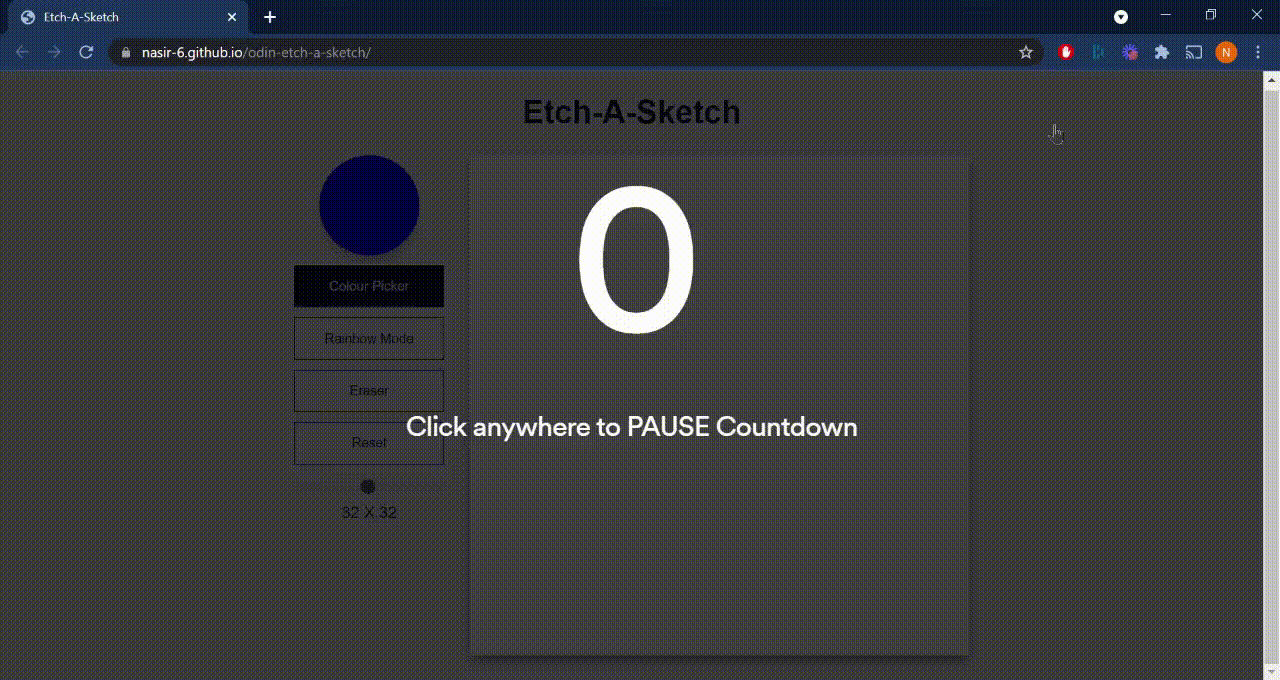 Etch-A-Sketch
nasir-6.github.io/odin-etch-a-sketch/
N
Etch-A-Sketch
0
Colour Picker
Rainbow Mode
Eraser
Click anywhere to PAUSE Countdown
Reset
32 X 32